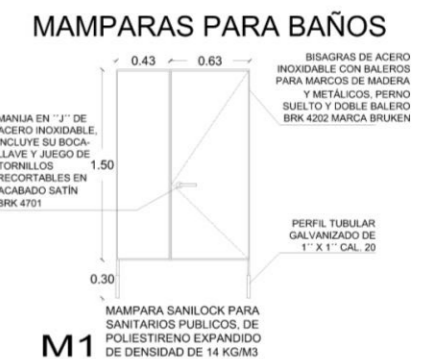 MAMPARAS PARA BAÑOS
0.43
0.63
BISAGRAS DE ACERO
INOXIDABLE CON BALEROS
PARA MARCOS DE MADERA
Y METÁLICOS, PERNO
SUELTO Y DOBLE BALERO
BRK 4202 MARCA BRUKEN
MANIJA EN ´´J´´ DE
ACERO INOXIDABLE,
INCLUYE SU BOCA-
LLAVE Y JUEGO DE
TORNILLOS
RECORTABLES EN
ACABADO SATÍN
BRK 4701
1.50
PERFIL TUBULAR
GALVANIZADO DE
1´´ X 1´´ CAL. 20
0.30
M1
MAMPARA SANILOCK PARA
SANITARIOS PUBLICOS, DE
POLIESTIRENO EXPANDIDO
DE DENSIDAD DE 14 KG/M3